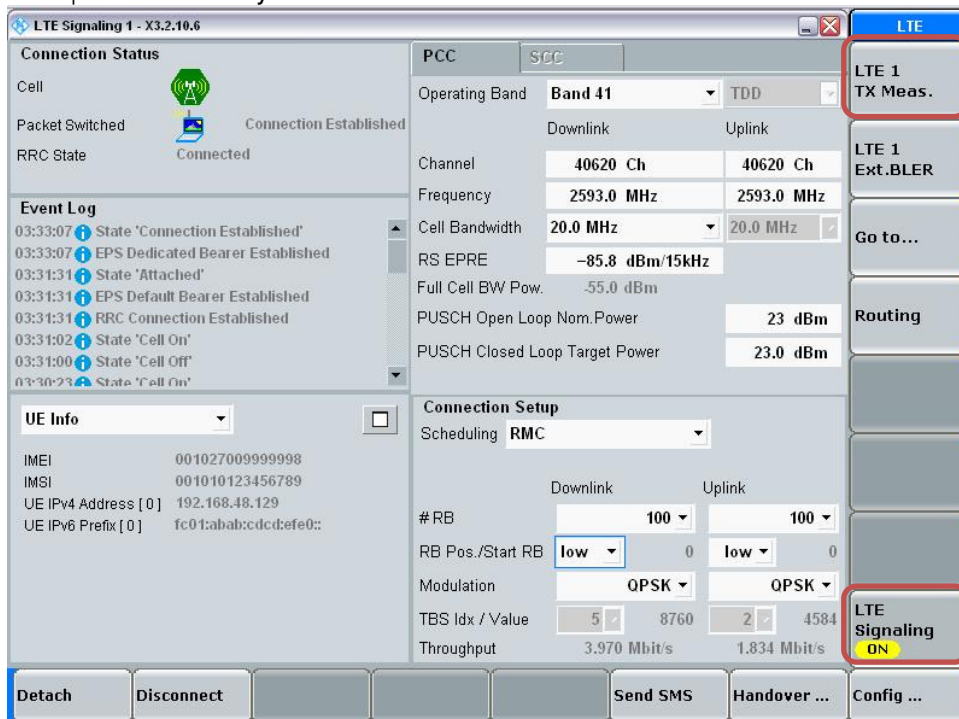 LTE Signaling 1 - X3.2.10.6
LTE
Connection Status
Cell
Packet Switched Connection Established
RRC State Connected
Event Log
03:33:07 State 'Connection Established'
03:33:07 EPS Dedicated Bearer Established
03:31:31 State 'Attached'
03:31:31 EPS Default Bearer Established
03:31:31 RRC Connection Established
03:31:02 State 'Cell On'
03:31:00 State 'Cell Off'
03:30:23 State 'Cell On'
UE Info
IMEI 001027009999998
IMSI 001010123456789
UE IPv4 Address [ 0 ] 192.168.48.129
UE IPv6 Prefix [ 0 ] fc01:abab:cdcd:efe0::
PCC SCC
Operating Band Band 41 TDD
Downlink Uplink
Channel 40620 Ch 40620 Ch
Frequency 2593.0 MHz 2593.0 MHz
Cell Bandwidth 20.0 MHz 20.0 MHz
RS EPRE −85.8 dBm/15kHz
Full Cell BW Pow. -55.0 dBm
PUSCH Open Loop Nom.Power 23 dBm
PUSCH Closed Loop Target Power 23.0 dBm
Connection Setup
Scheduling RMC
Downlink Uplink
# RB 100 100
RB Pos./Start RB low 0 low 0
Modulation QPSK QPSK
TBS Idx / Value 5 8760 2 4584
Throughput 3.970 Mbit/s 1.834 Mbit/s
LTE 1
TX Meas.
LTE 1
Ext.BLER
Go to...
Routing
LTE
Signaling
ON
Detach Disconnect Send SMS Handover ... Config ...